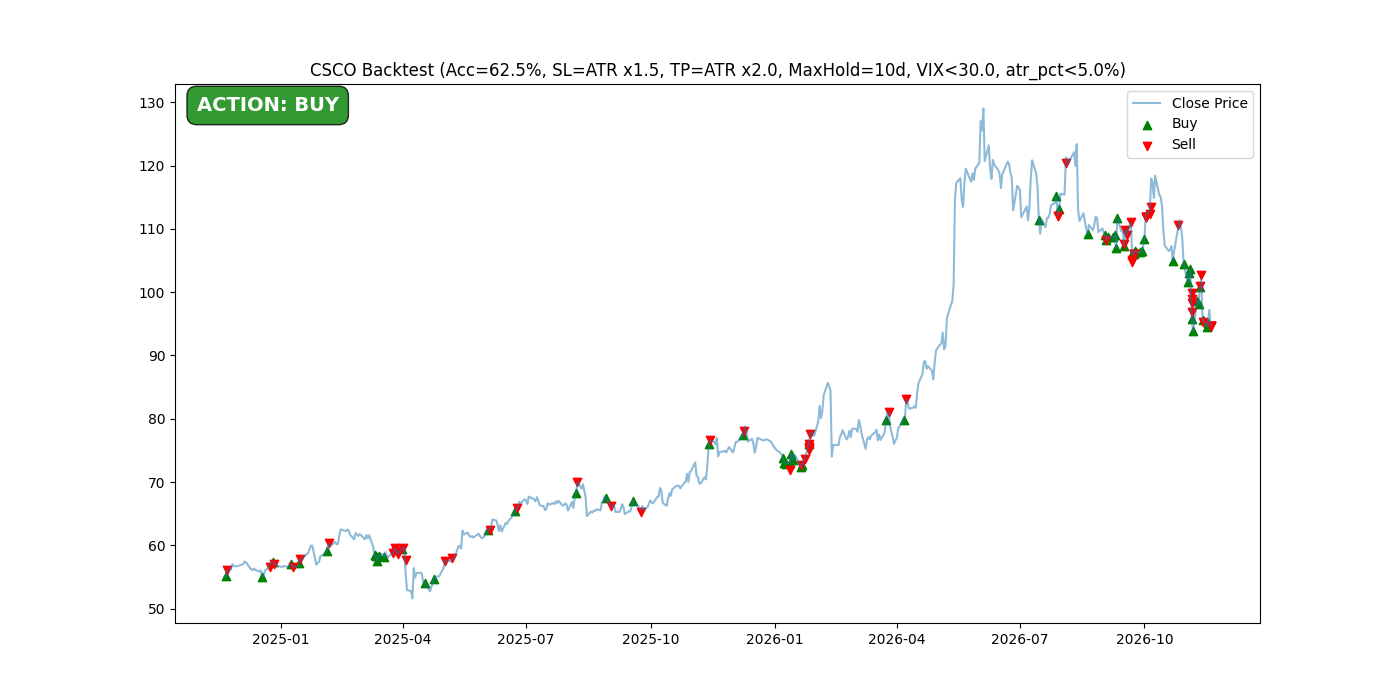 CSCO Backtest (Acc=62.5%, SL=ATR x1.5, TP=ATR x2.0, MaxHold=10d, VIX<30.0, atr_pct<5.0%)
ACTION: BUY
Close Price
Buy
Sell
130
120
110
100
90
80
70
60
50
2025-01 2025-04 2025-07 2025-10 2026-01 2026-04 2026-07 2026-10